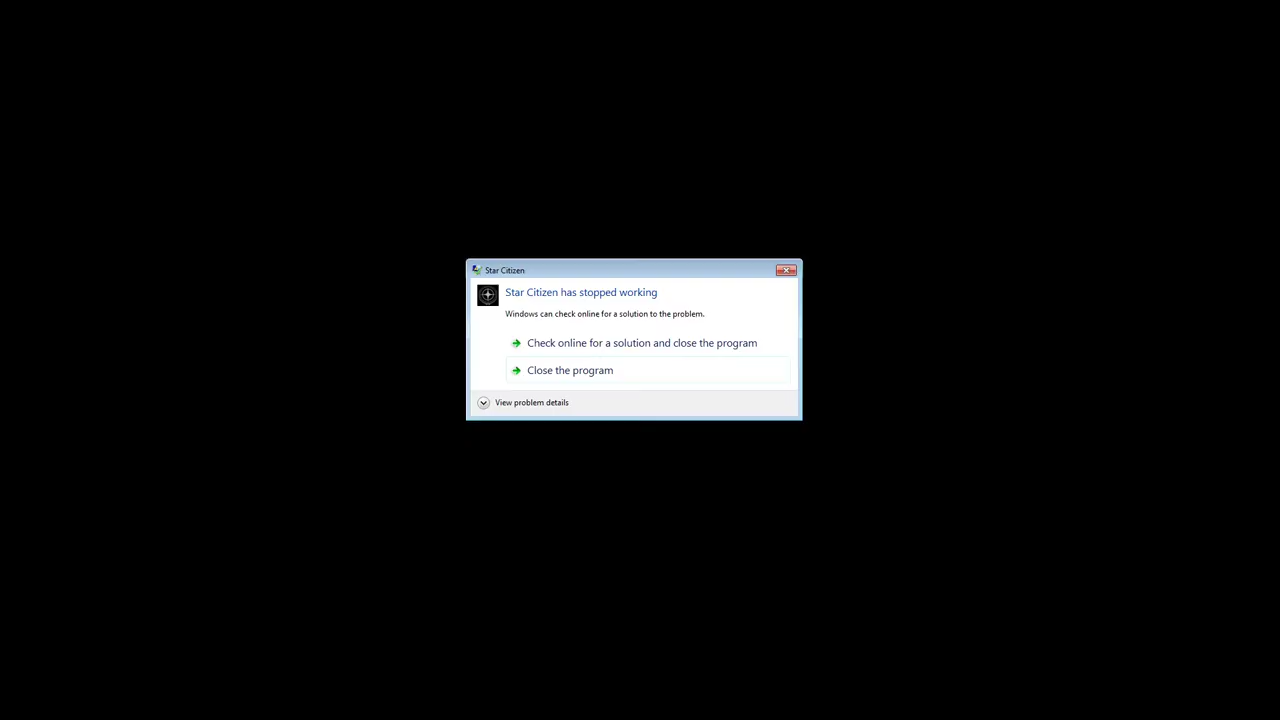 Star Citizen
Star Citizen has stopped working
Windows can check online for a solution to the problem.
Check online for a solution and close the program
Close the program
View problem details